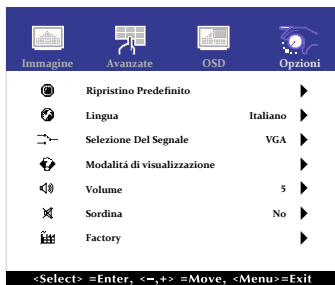 Immagine Avanzate OSD Opzioni
Ripristino Predefinito
Lingua Italiano
Selezione Del Segnale VGA
Modalitá di visualizzazione
Volume 5
Sordina No
Factory
<Select> =Enter, <−,+> =Move, <Menu>=Exit